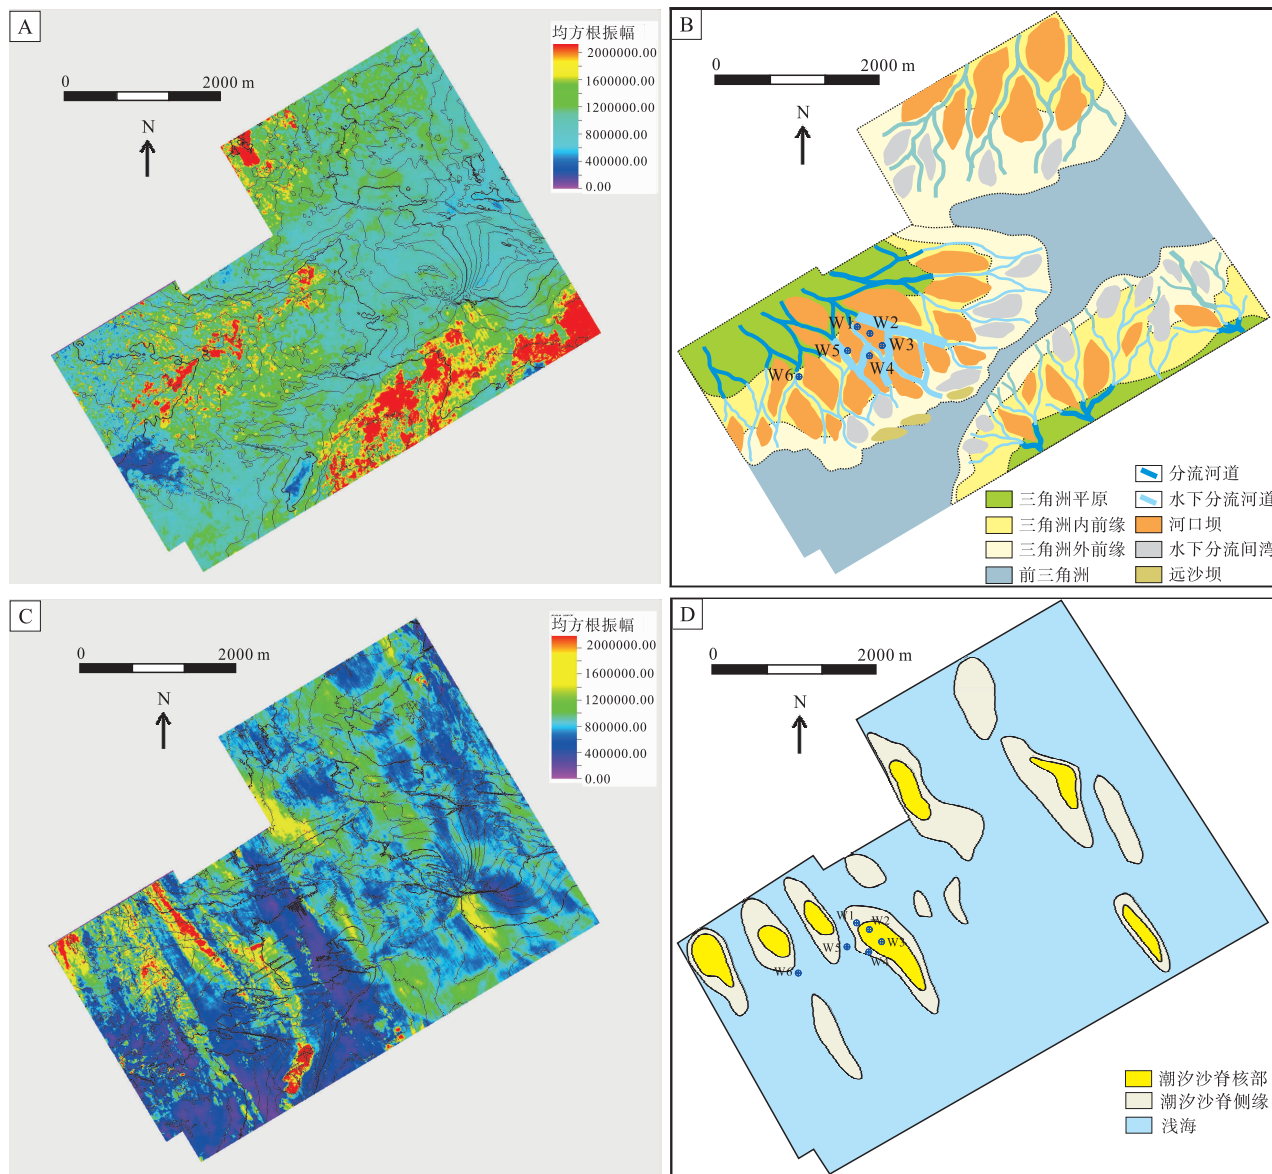 A
均方根振幅
2000000.00
1600000.00
1200000.00
800000.00
400000.00
0.00
0 2000 m
N
B
0 2000 m
N
W1 W2
W5 W3
W4
W6
分流河道
三角洲平原 水下分流河道
三角洲内前缘 河口坝
三角洲外前缘 水下分流间湾
前三角洲 远沙坝
C
均方根振幅
2000000.00
1600000.00
1200000.00
800000.00
400000.00
0.00
0 2000 m
N
D
0 2000 m
N
W1 W2
W5 W3
W4
W6
潮汐沙脊核部
潮汐沙脊侧缘
浅海